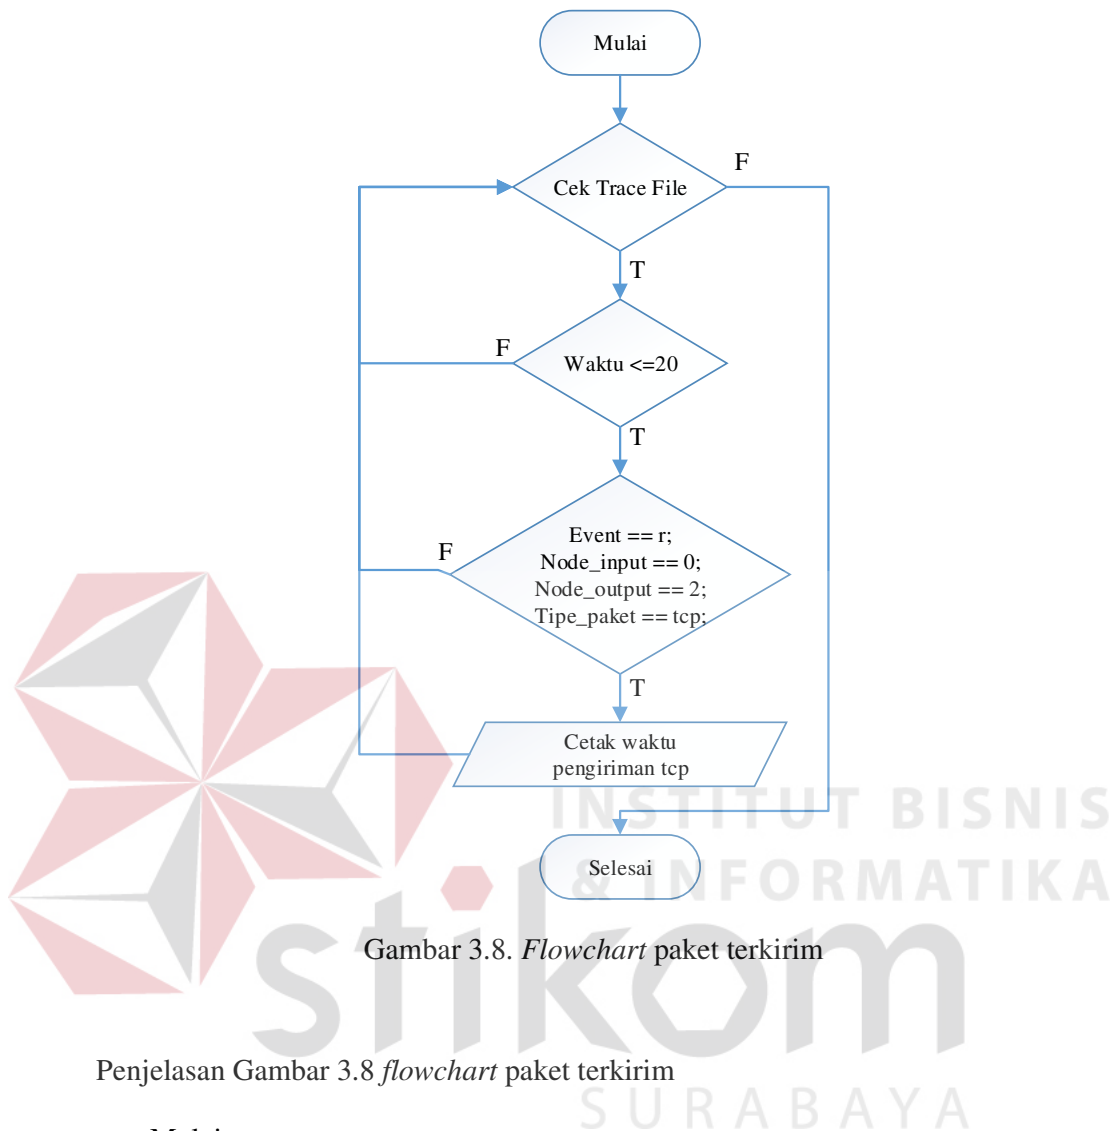 Mulai
Cek Trace File
F
T
Waktu <=20
F
T
Event == r;
Node_input == 0;
Node_output == 2;
Tipe_paket == tcp;
F
T
Cetak waktu
pengiriman tcp
Selesai
INSTITUT BISNIS
& INFORMATIKA
stikom
SURABAYA
Gambar 3.8. Flowchart paket terkirim
Penjelasan Gambar 3.8 flowchart paket terkirim